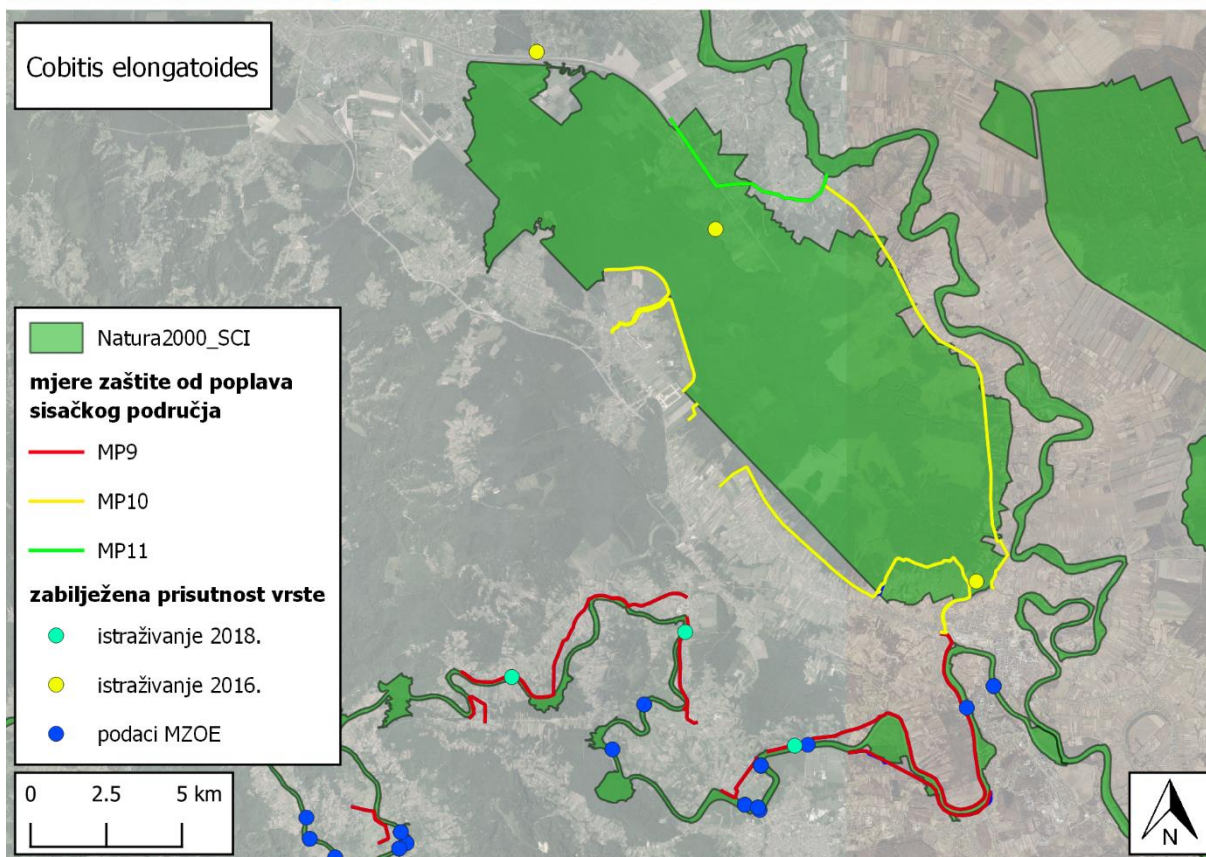 Cobitis elongatoides
Natura2000_SCI
mjere zaštite od poplava
sisačkog područja
MP9
MP10
MP11
zabilježena prisutnost vrste
istraživanje 2018.
istraživanje 2016.
podaci MZOE
0 2.5 5 km
N